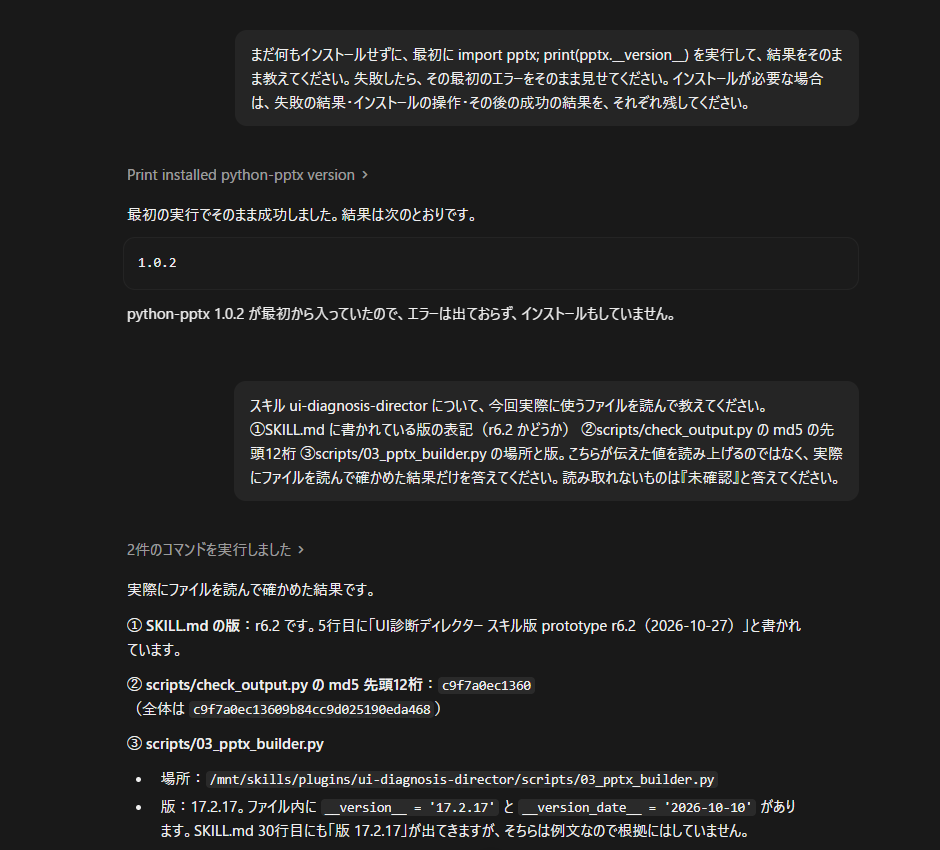 まだ何もインストールせずに、最初に import pptx; print(pptx.__version__) を実行して、結果をそのま
ま教えてください。失敗したら、その最初のエラーをそのまま見せてください。インストールが必要な場合
は、失敗の結果・インストールの操作・その後の成功の結果を、それぞれ残してください。
Print installed python-pptx version >
最初の実行でそのまま成功しました。結果は次のとおりです。
1.0.2
python-pptx 1.0.2 が最初から入っていたので、エラーは出ておらず、インストールもしていません。
スキル ui-diagnosis-director について、今回実際に使うファイルを読んで教えてください。
①SKILL.md に書かれている版の表記（r6.2 かどうか） ②scripts/check_output.py の md5 の先
頭12桁 ③scripts/03_pptx_builder.py の場所と版。こちらが伝えた値を読み上げるのではなく、実際
にファイルを読んで確かめた結果だけを答えてください。読み取れないものは『未確認』と答えてください。
2件のコマンドを実行しました >
実際にファイルを読んで確かめた結果です。
① SKILL.md の版：r6.2 です。5行目に「UI診断ディレクター スキル版 prototype r6.2（2026-10-27）」と書かれ
ています。
② scripts/check_output.py の md5 先頭12桁：c9f7a0ec1360
（全体は c9f7a0ec13609b84cc9d025190eda468）
③ scripts/03_pptx_builder.py
• 場所：/mnt/skills/plugins/ui-diagnosis-director/scripts/03_pptx_builder.py
• 版：17.2.17。ファイル内に __version__ = '17.2.17' と __version_date__ = '2026-10-10' があり
ます。SKILL.md 30行目にも「版 17.2.17」が出てきますが、そちらは例文なので根拠にはしていません。